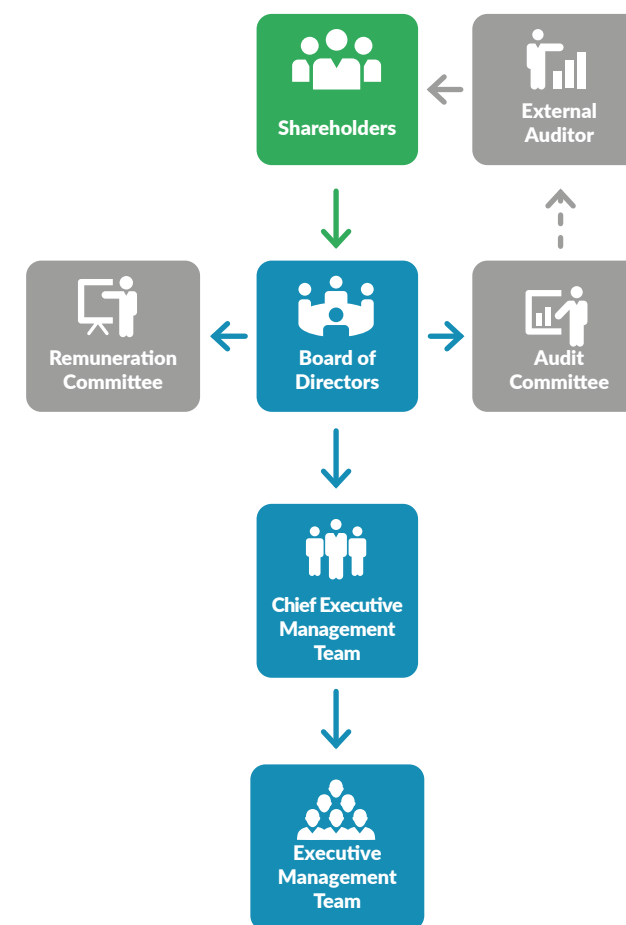 Shareholders
External
Auditor
Remuneration
Committee
Board of
Directors
Audit
Committee
Chief Executive
Management
Team
Executive
Management
Team